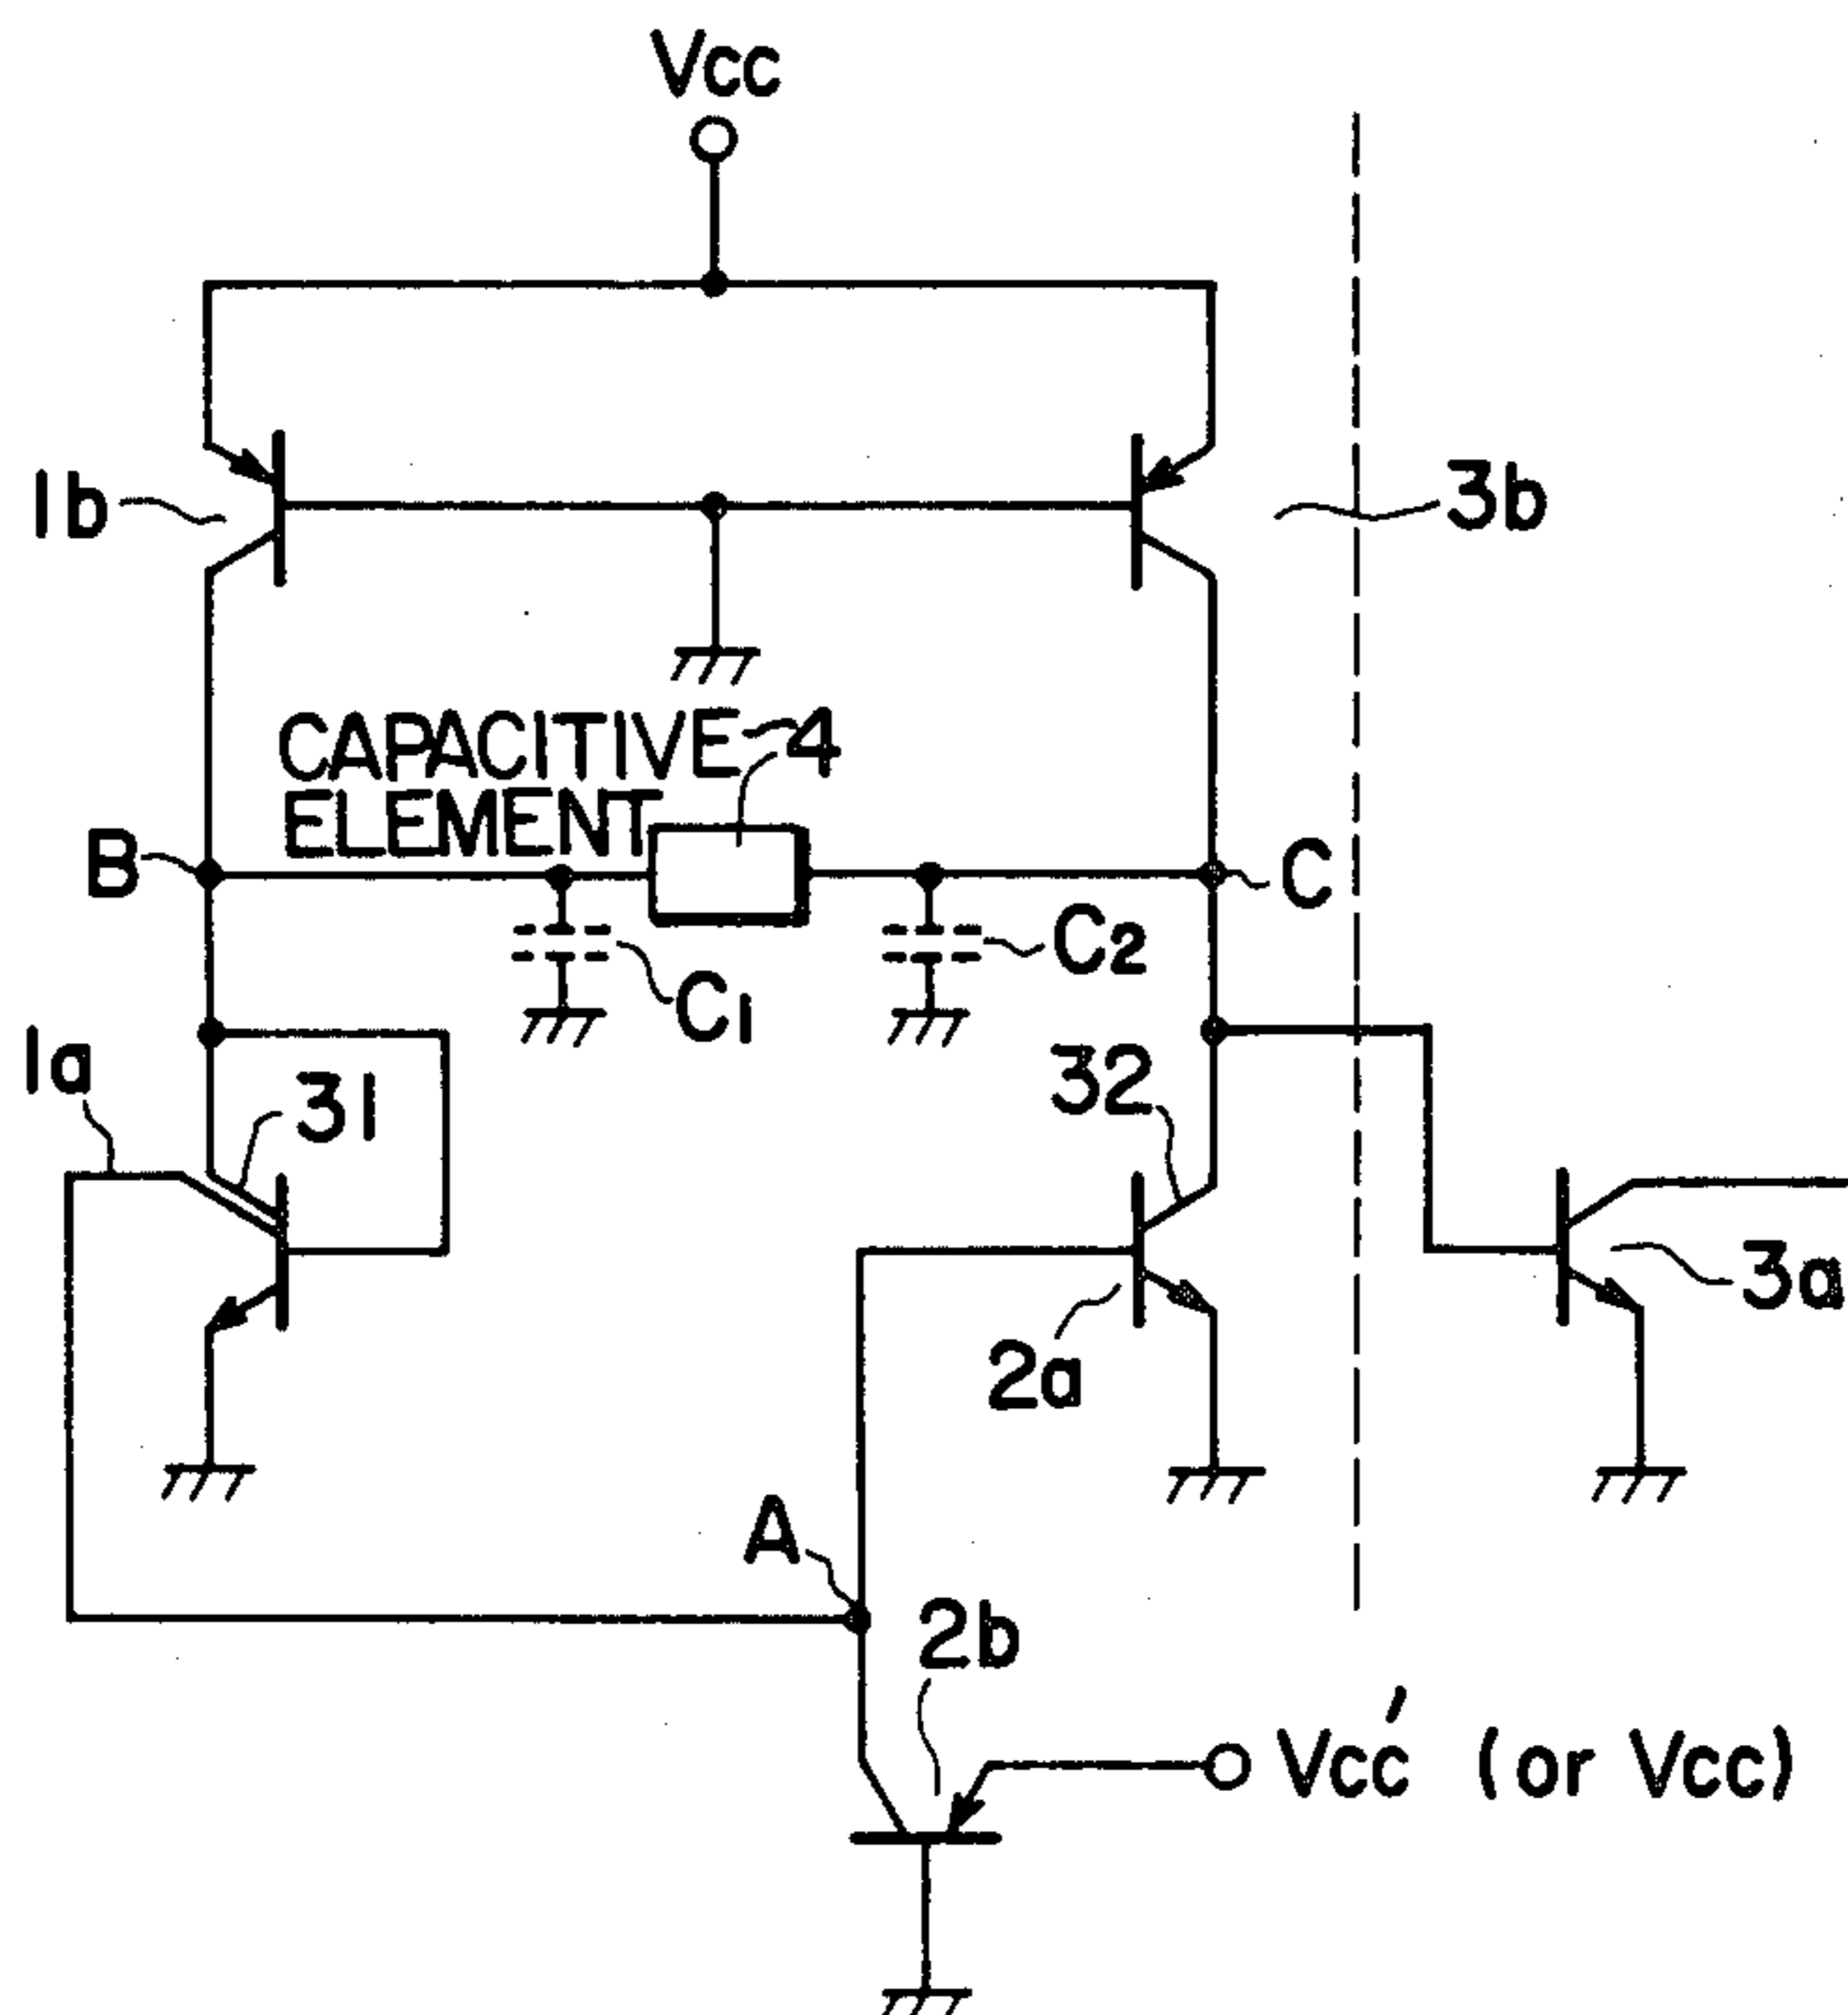 Vcc
1b
3b
CAPACITIVE 4
ELEMENT
B
C
C2
C1
1a
31
32
3a
2a
A
2b
Vcc' (or Vcc)